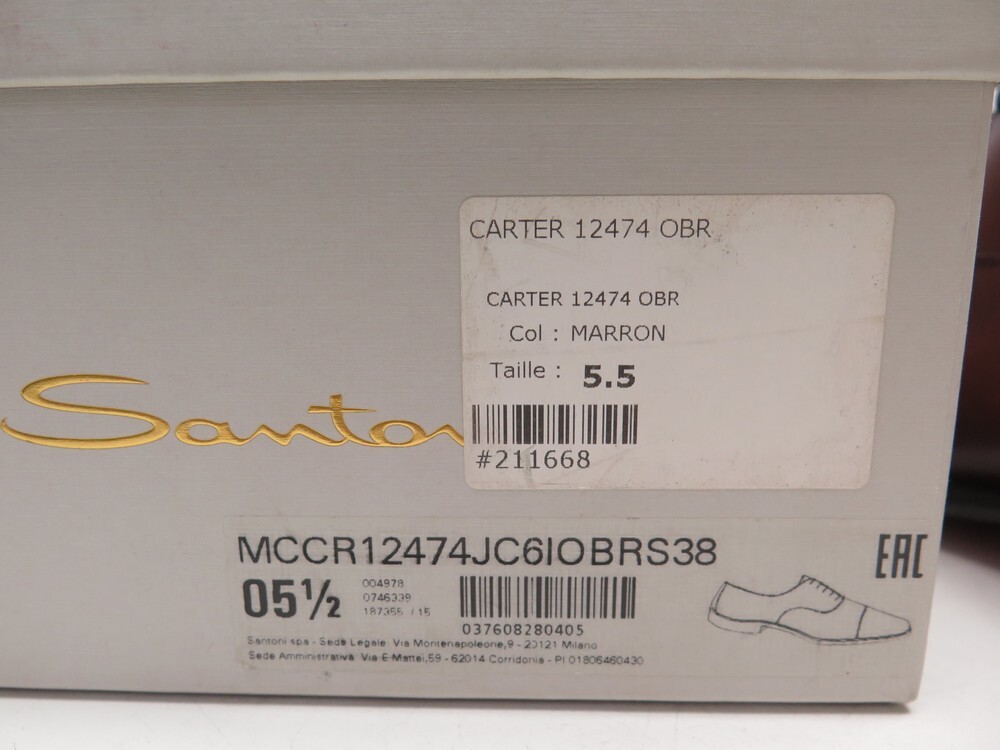 CARTER 12474 OBR
CARTER 12474 OBR
Col : MARRON
Taille : 5.5
#211668
Santon
MCCR12474JC6IOBRS38
EAC
05½
004978
0746339
187355 / 15
037608280405
Santoni spa - Sede Legale: Via Montenapoleone,9 - 20121 Milano
Sede Amministrativa: Via E Mattei,59 - 62014 Corridonia - PI 01806460430